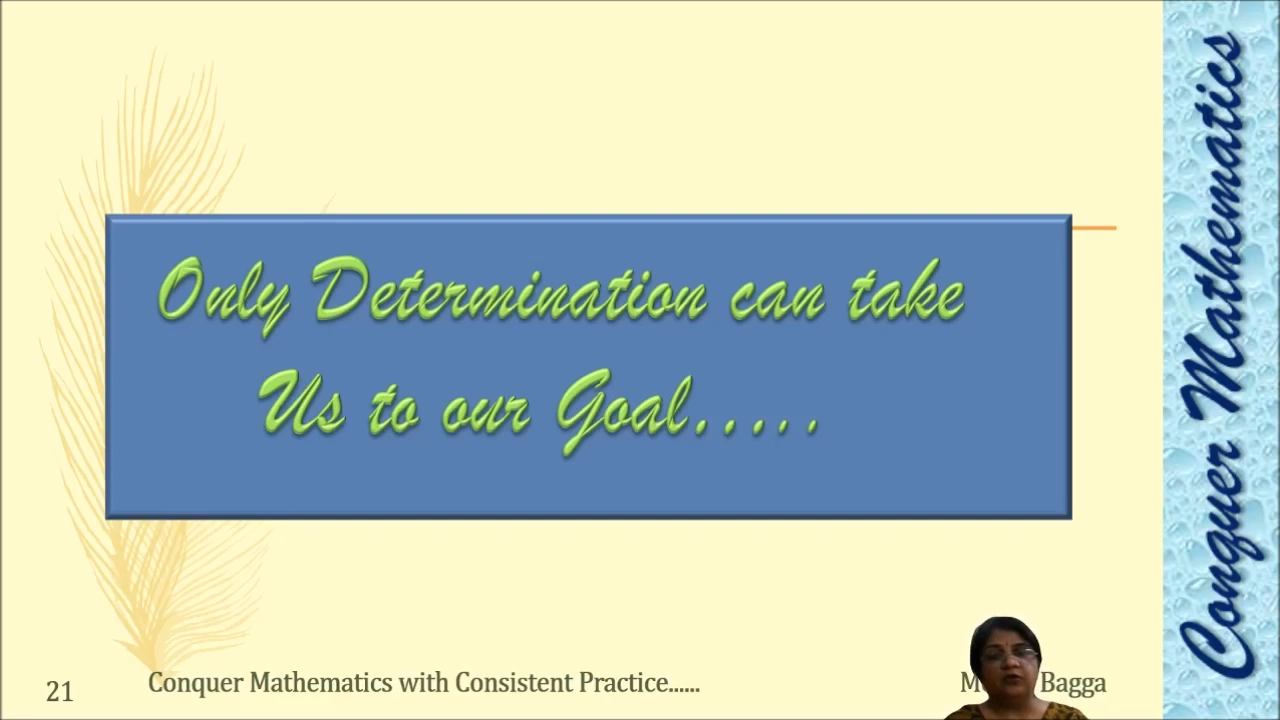 Only Determination can take
Us to our Goal.....
21
Conquer Mathematics with Consistent Practice......
Bagga
Conquer Mathematics